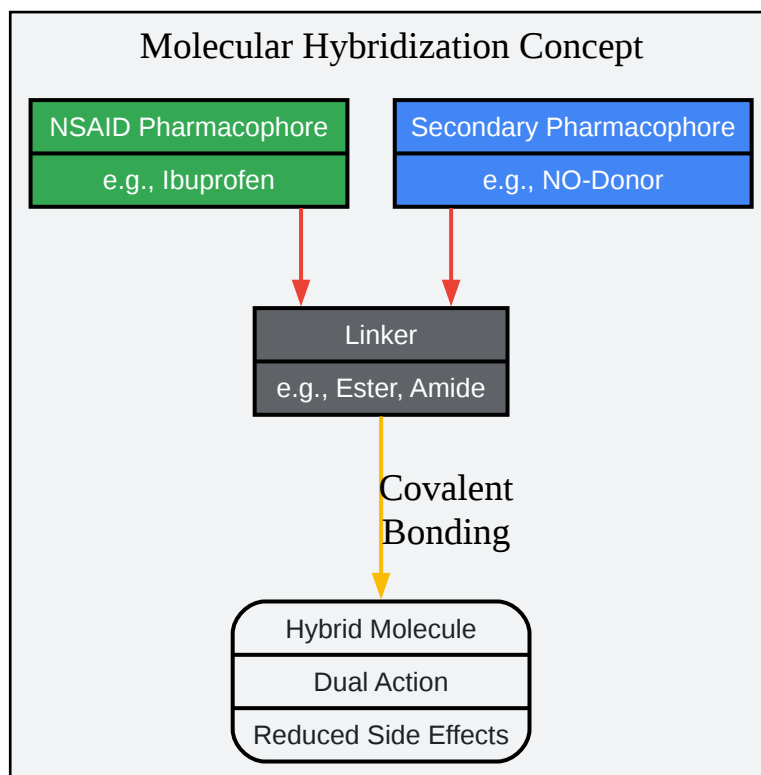 Molecular Hybridization Concept
NSAID Pharmacophore
e.g., Ibuprofen
Secondary Pharmacophore
e.g., NO-Donor
Linker
e.g., Ester, Amide
Covalent
Bonding
Hybrid Molecule
Dual Action
Reduced Side Effects